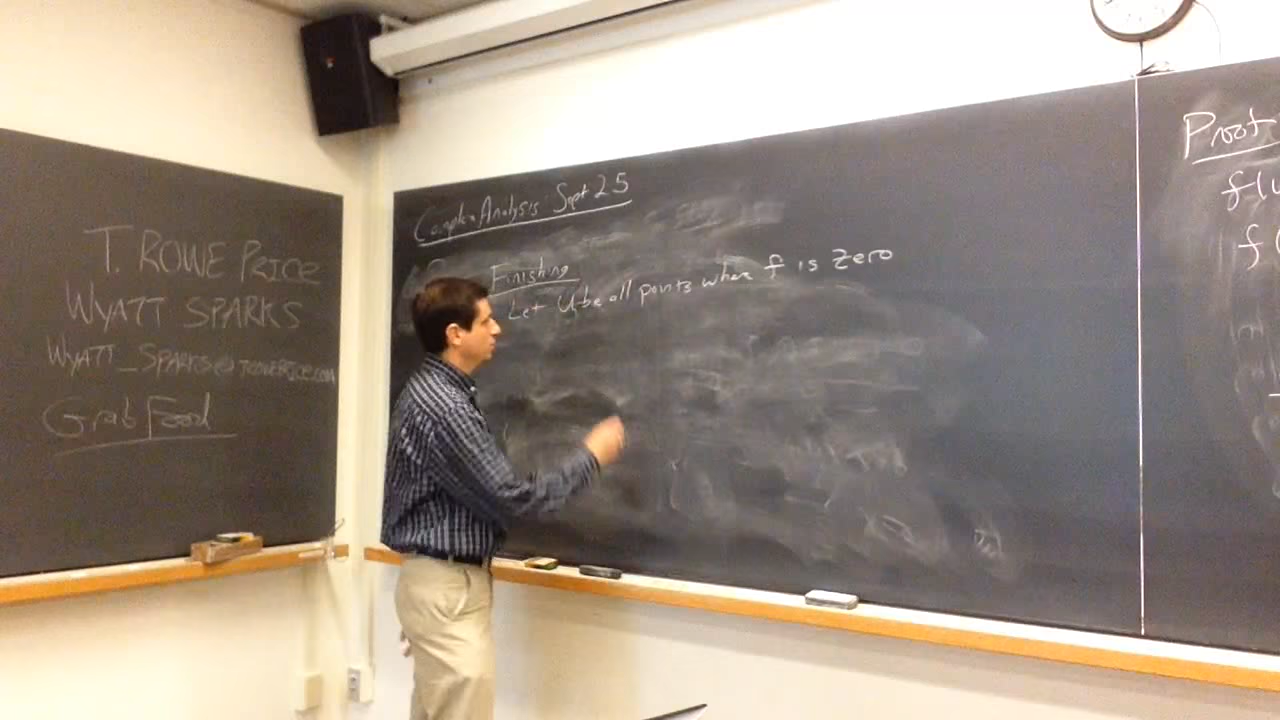 T. ROWE PRICE
WYATT SPARKS
WYATT_SPARKS@TROWEPRICE.COM
Grab Food
Complex Analysis: Sept 25
Finishing
Let U be all points where f is zero
Proof
f(
f(